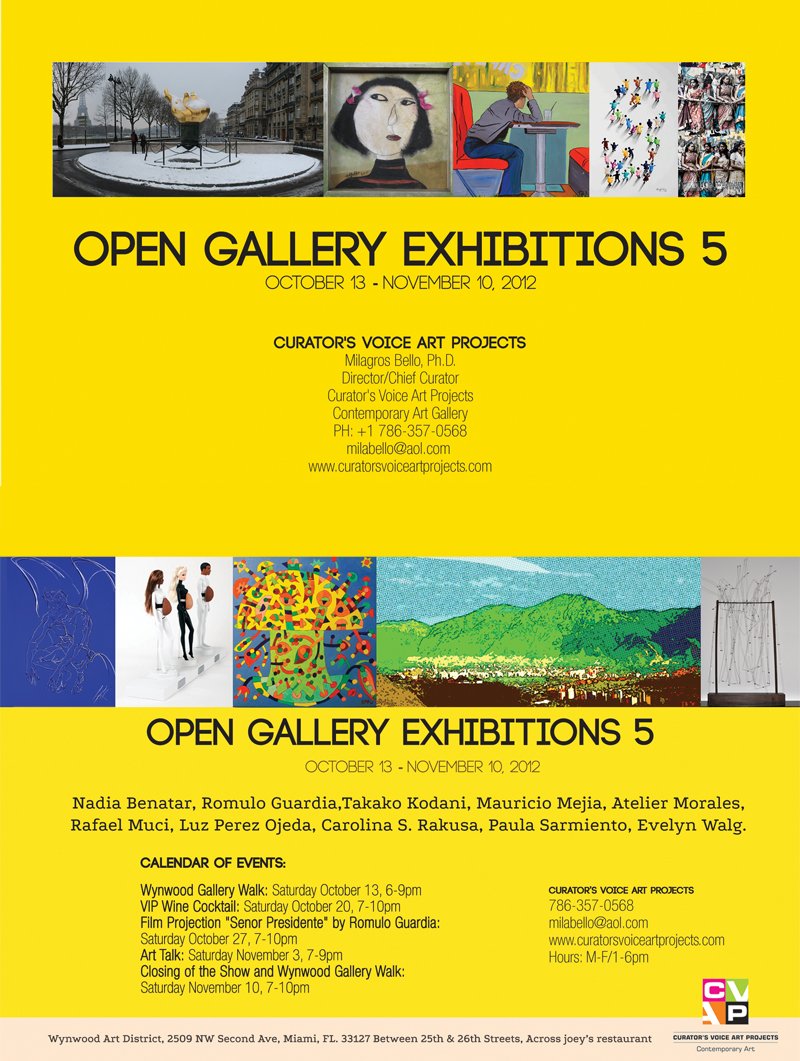 OPEN GALLERY EXHIBITIONS 5
OCTOBER 13 - NOVEMBER 10, 2012
CURATOR'S VOICE ART PROJECTS
Milagros Bello, Ph.D.
Director/Chief Curator
Curator's Voice Art Projects
Contemporary Art Gallery
PH: +1 786-357-0568
milabello@aol.com
www.curatorsvoiceartprojects.com
OPEN GALLERY EXHIBITIONS 5
OCTOBER 13 - NOVEMBER 10, 2012
Nadia Benatar, Romulo Guardia,Takako Kodani, Mauricio Mejia, Atelier Morales,
Rafael Muci, Luz Perez Ojeda, Carolina S. Rakusa, Paula Sarmiento, Evelyn Walg.
CALENDAR OF EVENTS:
Wynwood Gallery Walk: Saturday October 13, 6-9pm
VIP Wine Cocktail: Saturday October 20, 7-10pm
Film Projection "Senor Presidente" by Romulo Guardia:
Saturday October 27, 7-10pm
Art Talk: Saturday November 3, 7-9pm
Closing of the Show and Wynwood Gallery Walk:
Saturday November 10, 7-10pm
CURATOR'S VOICE ART PROJECTS
786-357-0568
milabello@aol.com
www.curatorsvoiceartprojects.com
Hours: M-F/1-6pm
CV
AP
CURATOR'S VOICE ART PROJECTS
Contemporary Art
Wynwood Art District, 2509 NW Second Ave, Miami, FL. 33127 Between 25th & 26th Streets, Across joey's restaurant